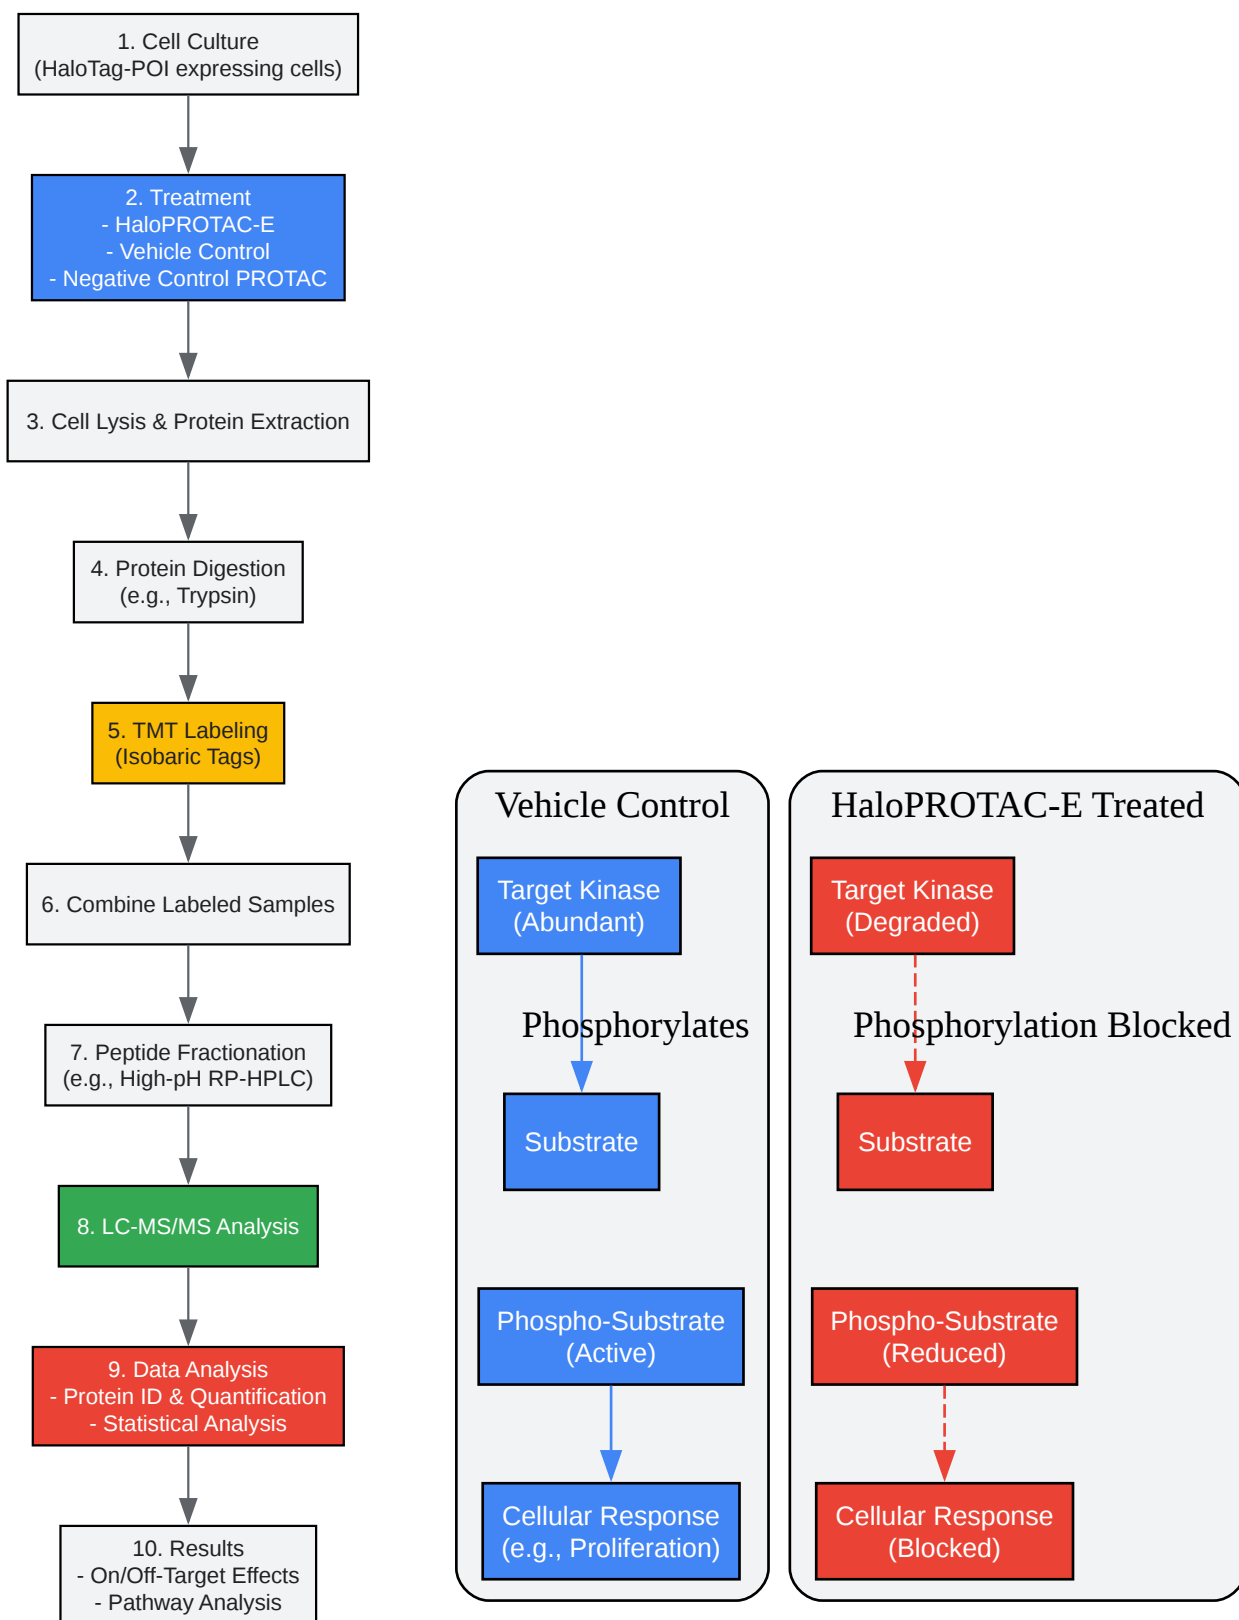 1. Cell Culture
(HaloTag-POI expressing cells)
2. Treatment
- HaloPROTAC-E
- Vehicle Control
- Negative Control PROTAC
3. Cell Lysis & Protein Extraction
4. Protein Digestion
(e.g., Trypsin)
5. TMT Labeling
(Isobaric Tags)
6. Combine Labeled Samples
7. Peptide Fractionation
(e.g., High-pH RP-HPLC)
8. LC-MS/MS Analysis
9. Data Analysis
- Protein ID & Quantification
- Statistical Analysis
10. Results
- On/Off-Target Effects
- Pathway Analysis
Vehicle Control
Target Kinase
(Abundant)
Phosphorylates
Substrate
Phospho-Substrate
(Active)
Cellular Response
(e.g., Proliferation)
HaloPROTAC-E Treated
Target Kinase
(Degraded)
Phosphorylation Blocked
Substrate
Phospho-Substrate
(Reduced)
Cellular Response
(Blocked)